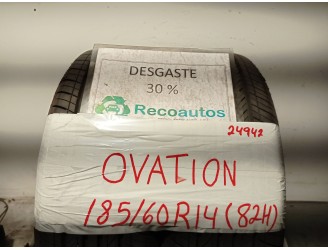 DESGASTE
30 %
Recoautos
24942
OVATION
185/60R14 (82H)